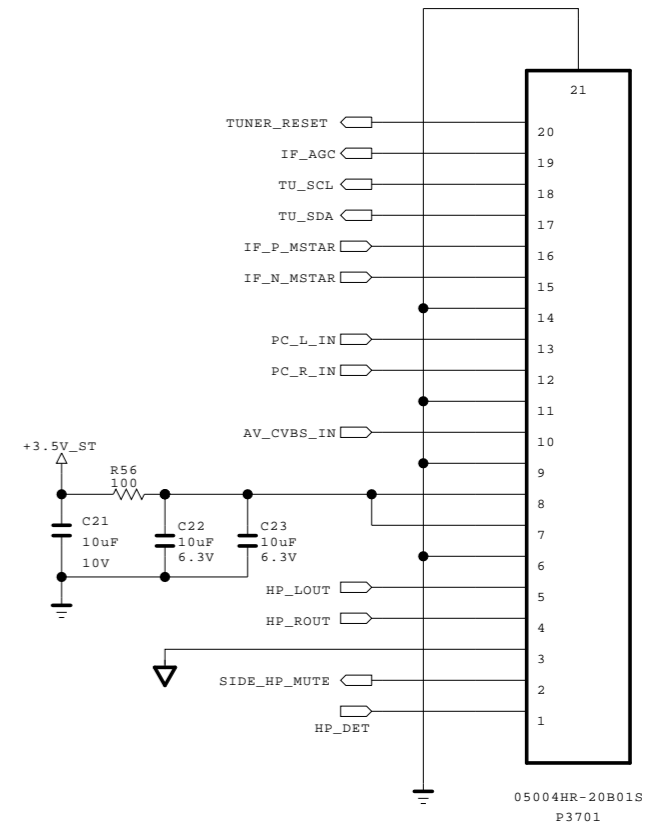 21
TUNER_RESET
20
IF_AGC
19
TU_SCL
18
TU_SDA
17
IF_P_MSTAR
16
IF_N_MSTAR
15
14
PC_L_IN
13
PC_R_IN
12
11
AV_CVBS_IN
10
+3.5V_ST
9
R56
100
8
C21
10uF
10V
C22
10uF
6.3V
C23
10uF
6.3V
7
6
HP_LOUT
5
HP_ROUT
4
3
SIDE_HP_MUTE
2
HP_DET
1
05004HR-20B01S
P3701